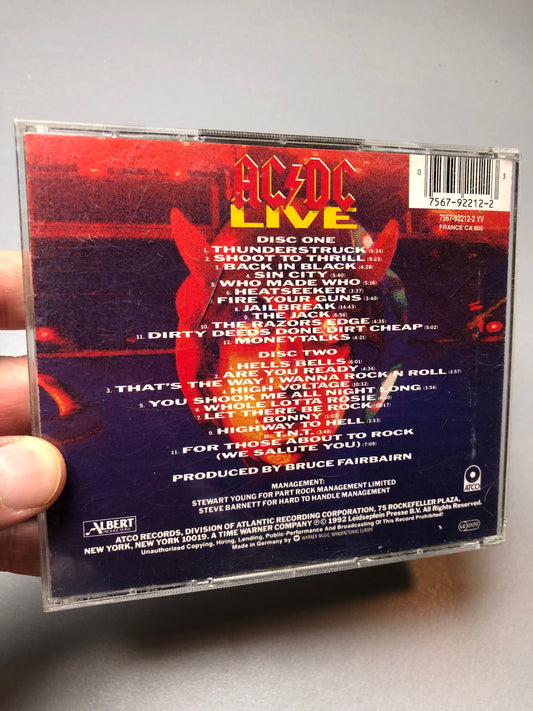 AC⚡DC
LIVE
0
3
7567-92212-2
7567-92212-2 YV
FRANCE CA 805
DISC ONE
1. THUNDERSTRUCK (6:34)
2. SHOOT TO THRILL (5:23)
3. BACK IN BLACK (4:28)
4. SIN CITY (5:40)
5. WHO MADE WHO (5:16)
6. HEATSEEKER (3:37)
7. FIRE YOUR GUNS (3:40)
8. JAILBREAK (14:43)
9. THE JACK (6:56)
10. THE RAZORS EDGE (4:35)
11. DIRTY DEEDS DONE DIRT CHEAP (5:02)
12. MONEYTALKS (4:21)
DISC TWO
1. HELLS BELLS (6:01)
2. ARE YOU READY (4:34)
3. THAT'S THE WAY I WANNA ROCK N ROLL (3:57)
4. HIGH VOLTAGE (10:32)
5. YOU SHOOK ME ALL NIGHT LONG (3:54)
6. WHOLE LOTTA ROSIE (4:30)
7. LET THERE BE ROCK (12:17)
8. BONNY (1:03)
9. HIGHWAY TO HELL (3:53)
10. T.N.T. (3:48)
11. FOR THOSE ABOUT TO ROCK
(WE SALUTE YOU) (7:09)
PRODUCED BY BRUCE FAIRBAIRN
MANAGEMENT:
STEWART YOUNG FOR PART ROCK MANAGEMENT LIMITED
STEVE BARNETT FOR HARD TO HANDLE MANAGEMENT
ALBERT
ATCO
ATCO RECORDS, DIVISION OF ATLANTIC RECORDING CORPORATION, 75 ROCKEFELLER PLAZA,
NEW YORK, NEW YORK 10019. A TIME WARNER COMPANY ℗© 1992 Leidseplein Presse B.V. All Rights Reserved.
Unauthorized Copying, Hiring, Lending, Public-Performance And Broadcasting Of This Record Prohibited!
Made in Germany by WARNER MUSIC MANUFACTURING EUROPE